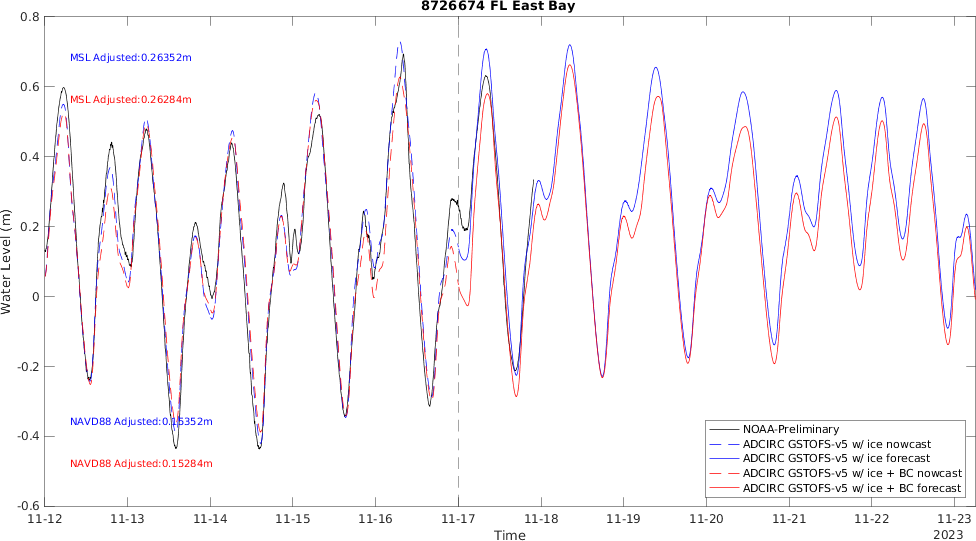 8726674 FL East Bay
Water Level (m)
0.8
0.6
0.4
0.2
0
-0.2
-0.4
-0.6
MSL Adjusted:0.26352m
MSL Adjusted:0.26284m
NAVD88 Adjusted:0.15352m
NAVD88 Adjusted:0.15284m
NOAA-Preliminary
ADCIRC GSTOFS-v5 w/ ice nowcast
ADCIRC GSTOFS-v5 w/ ice forecast
ADCIRC GSTOFS-v5 w/ ice + BC nowcast
ADCIRC GSTOFS-v5 w/ ice + BC forecast
11-12 11-13 11-14 11-15 11-16 11-17 11-18 11-19 11-20 11-21 11-22 11-23
Time
2023